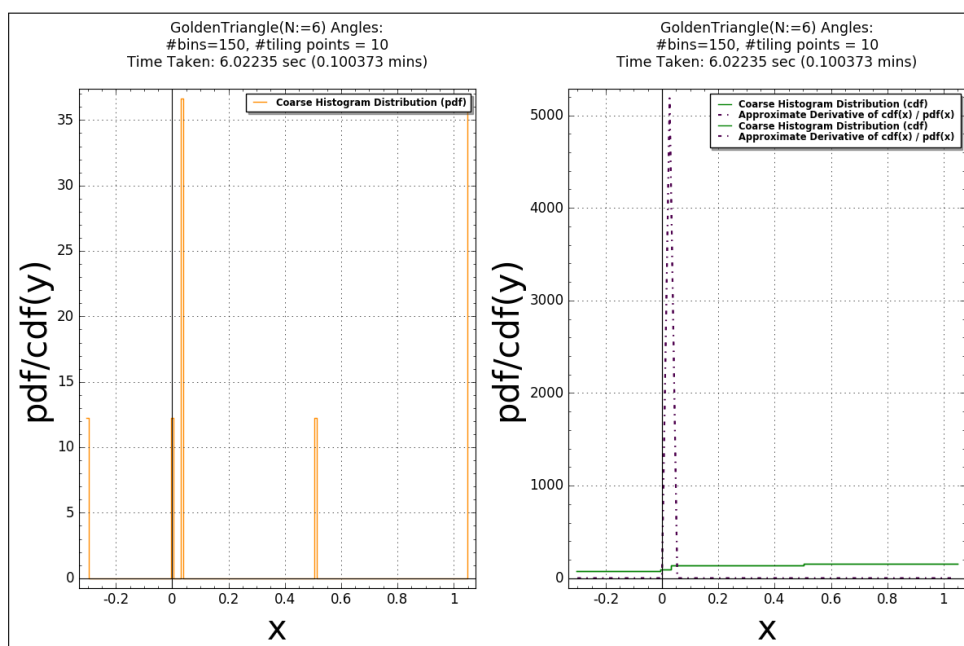 GoldenTriangle(N:=6) Angles:
#bins=150, #tiling points = 10
Time Taken: 6.02235 sec (0.100373 mins)
Coarse Histogram Distribution (pdf)
pdf/cdf(y)
35
30
25
20
15
10
5
0
-0.2
0
0.2
0.4
0.6
0.8
1
x
GoldenTriangle(N:=6) Angles:
#bins=150, #tiling points = 10
Time Taken: 6.02235 sec (0.100373 mins)
Coarse Histogram Distribution (cdf)
Approximate Derivative of cdf(x) / pdf(x)
Coarse Histogram Distribution (cdf)
Approximate Derivative of cdf(x) / pdf(x)
pdf/cdf(y)
5000
4000
3000
2000
1000
0
-0.2
0
0.2
0.4
0.6
0.8
1
x